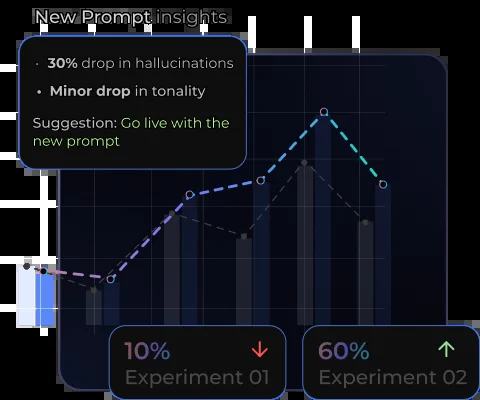 New Prompt insights
· 30% drop in hallucinations
• Minor drop in tonality
Suggestion: Go live with the
new prompt
10%
Experiment 01
60%
Experiment 02